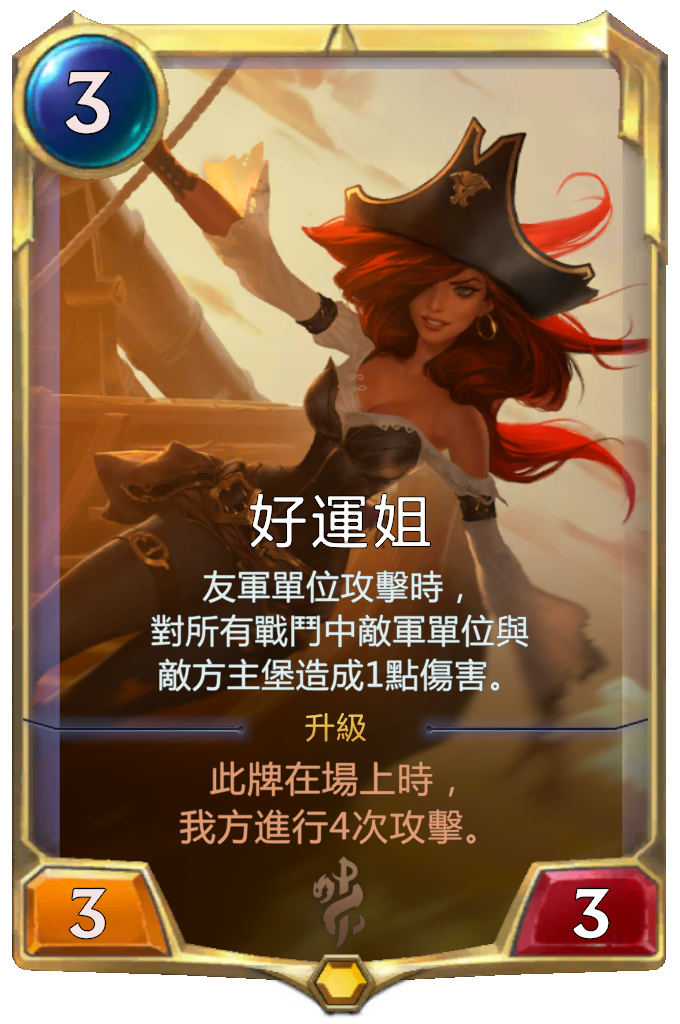 3
好運姐
友軍單位攻擊時，
對所有戰鬥中敵軍單位與
敵方主堡造成1點傷害。
升級
此牌在場上時，
我方進行4次攻擊。
3
3